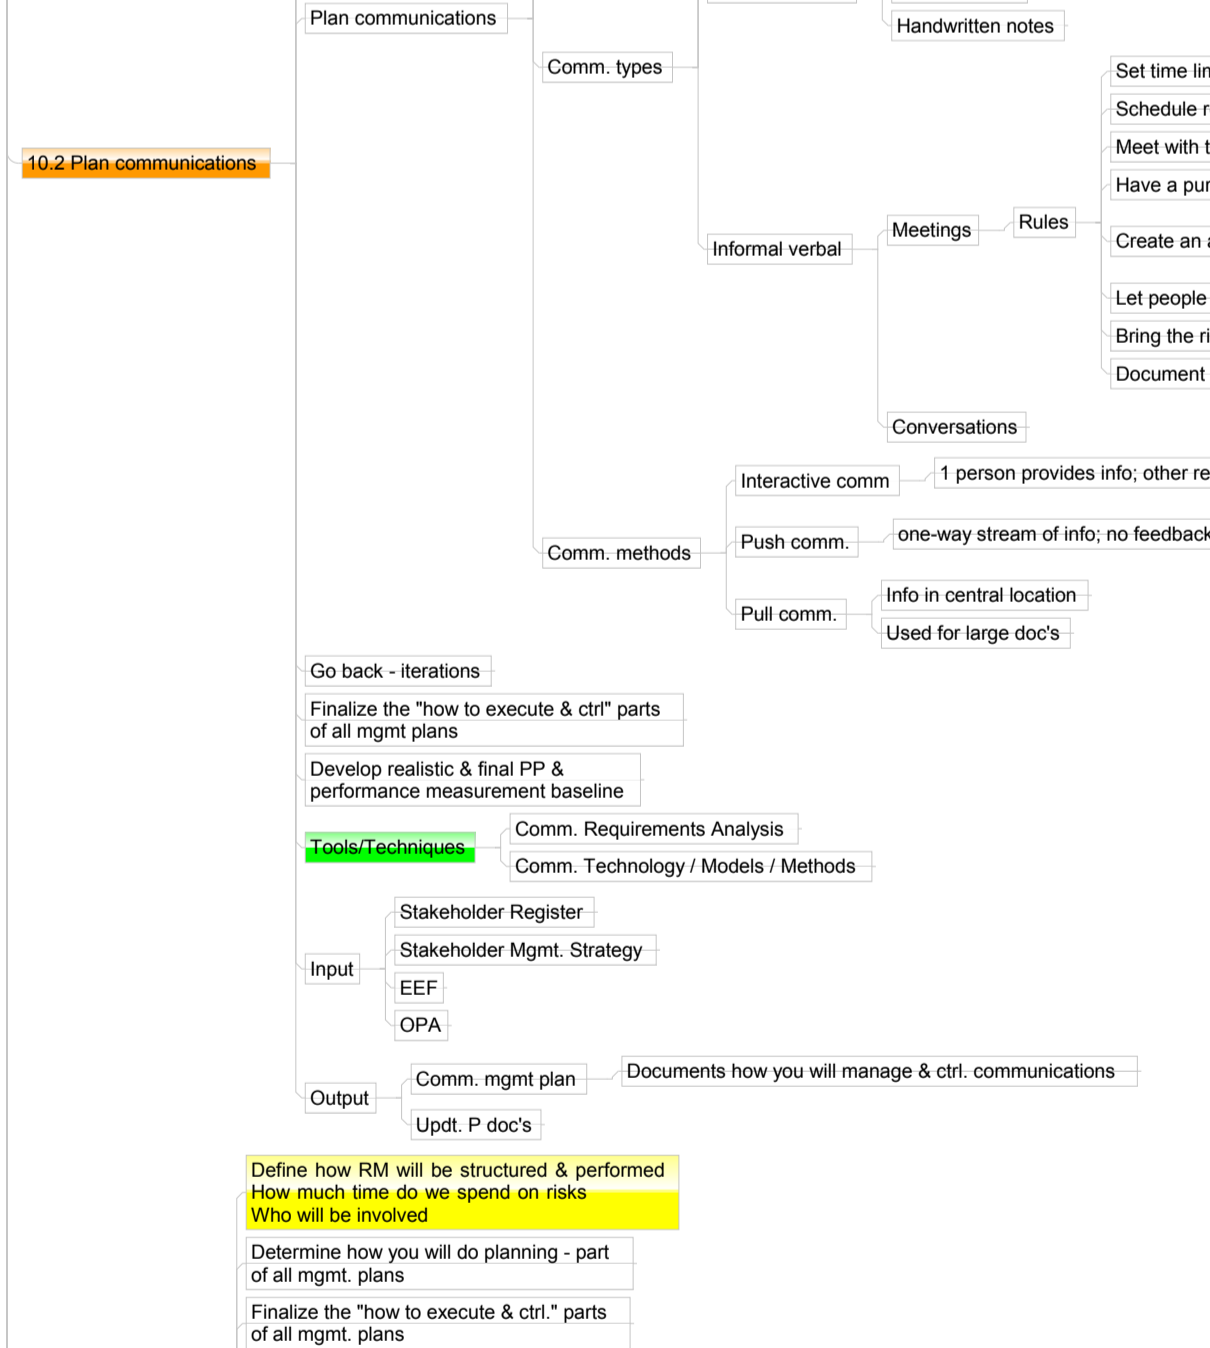 Plan communications
Handwritten notes
Comm. types
Set time
Schedule
10.2 Plan communications
Meet with
Have a
Meetings
Rules
Informal verbal
Create an
Let people
Bring the
Document
Conversations
Interactive comm
1 person provides info; other
Push comm.
one-way stream of info; no feedback
Comm. methods
Pull comm.
Info in central location
Used for large doc's
Go back - iterations
Finalize the "how to execute & ctrl" parts
of all mgmt plans
Develop realistic & final PP &
performance measurement baseline
Tools/Techniques
Comm. Requirements Analysis
Comm. Technology / Models / Methods
Input
Stakeholder Register
Stakeholder Mgmt. Strategy
EEF
OPA
Output
Comm. mgmt plan
Documents how you will manage & ctrl. communications
Updt. P doc's
Define how RM will be structured & performed
How much time do we spend on risks
Who will be involved
Determine how you will do planning - part
of all mgmt. plans
Finalize the "how to execute & ctrl." parts
of all mgmt. plans